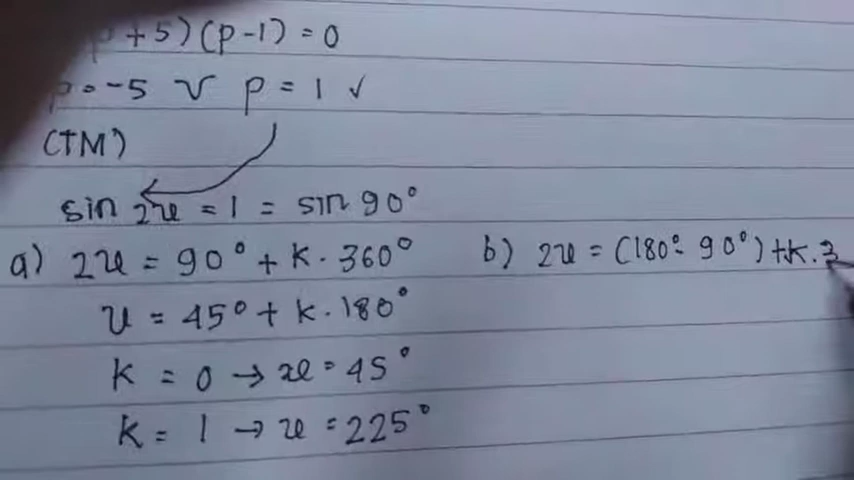 p + 5) (p - 1) = 0
p = -5 V p = 1 ✓
(TM)
sin 2x = 1 = sin 90°
a) 2x = 90° + k · 360°
b) 2x = (180° - 90°) + k . 3
x = 45° + k · 180°
k = 0 → x = 45°
k = 1 → x = 225°